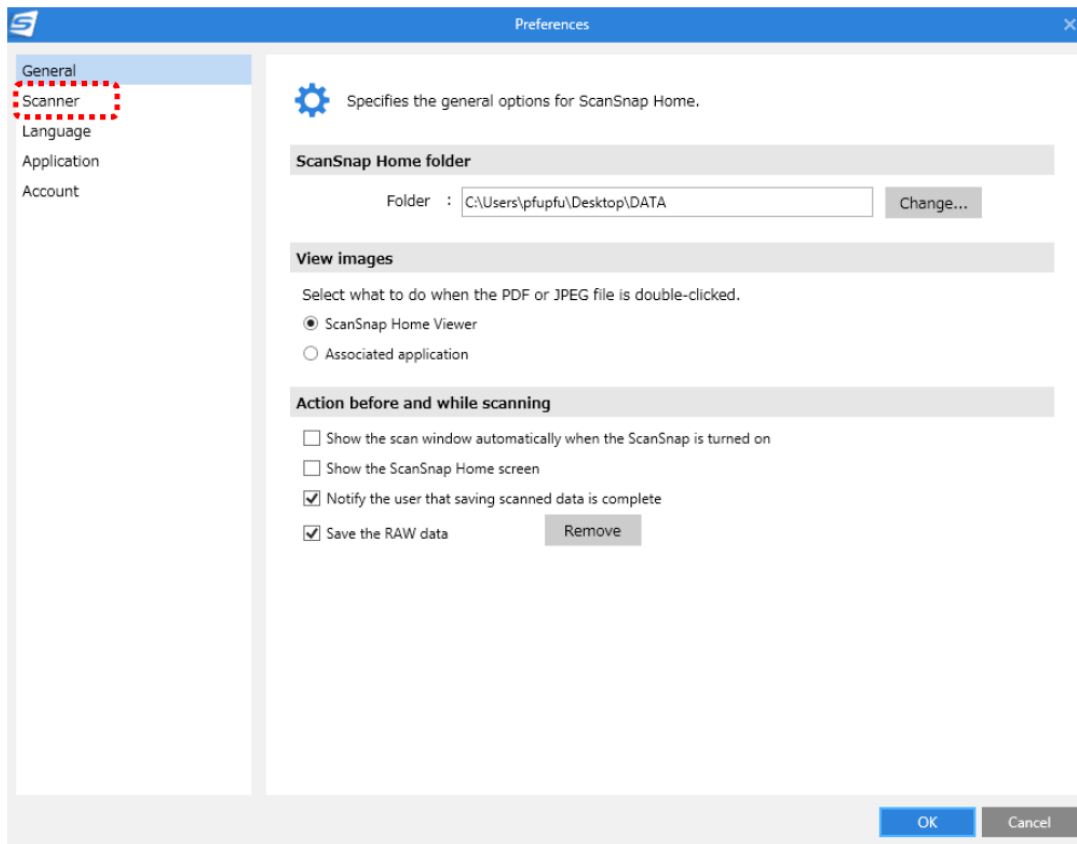 Preferences
General
Scanner
Language
Application
Account
Specifies the general options for ScanSnap Home.
ScanSnap Home folder
Folder : C:\Users\pfupfu\Desktop\DATA Change...
View images
Select what to do when the PDF or JPEG file is double-clicked.
ScanSnap Home Viewer
Associated application
Action before and while scanning
Show the scan window automatically when the ScanSnap is turned on
Show the ScanSnap Home screen
Notify the user that saving scanned data is complete
Save the RAW data Remove
OK Cancel